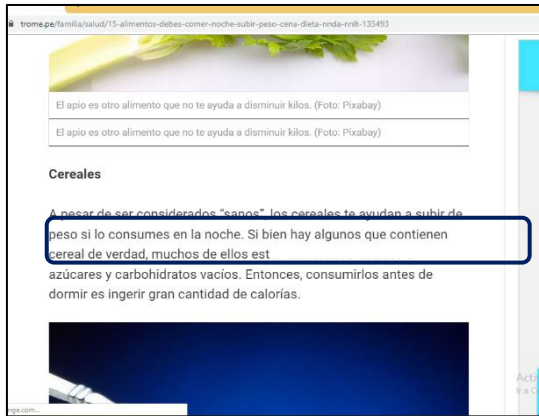 trome.pe/familia/salud/15-alimentos-debes-comer-noche-subir-peso-cena-dieta-nnda-nnlt-135493
El apio es otro alimento que no te ayuda a disminuir kilos. (Foto: Pixabay)
El apio es otro alimento que no te ayuda a disminuir kilos. (Foto: Pixabay)
Cereales
A pesar de ser considerados “sanos”, los cereales te ayudan a subir de
peso si lo consumes en la noche. Si bien hay algunos que contienen
cereal de verdad, muchos de ellos est
azúcares y carbohidratos vacíos. Entonces, consumirlos antes de
dormir es ingerir gran cantidad de calorías.
Acti
Ir a C
nge.com...